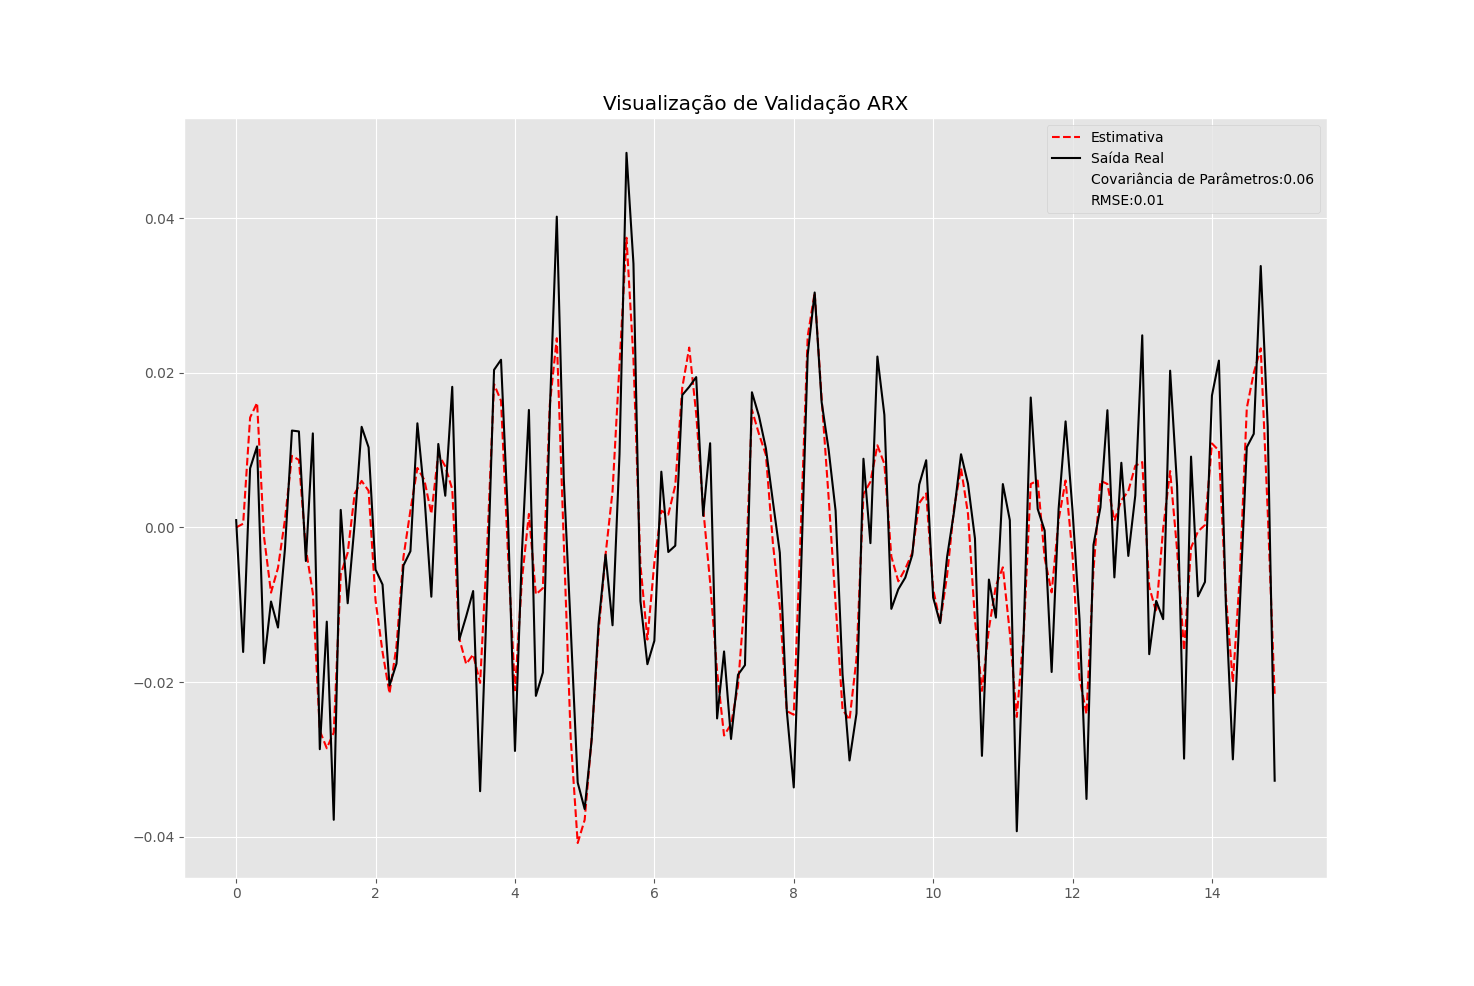 Visualização de Validação ARX
Estimativa
Saída Real
Covariância de Parâmetros:0.06
RMSE:0.01
0.04
0.02
0.00
−0.02
−0.04
0 2 4 6 8 10 12 14